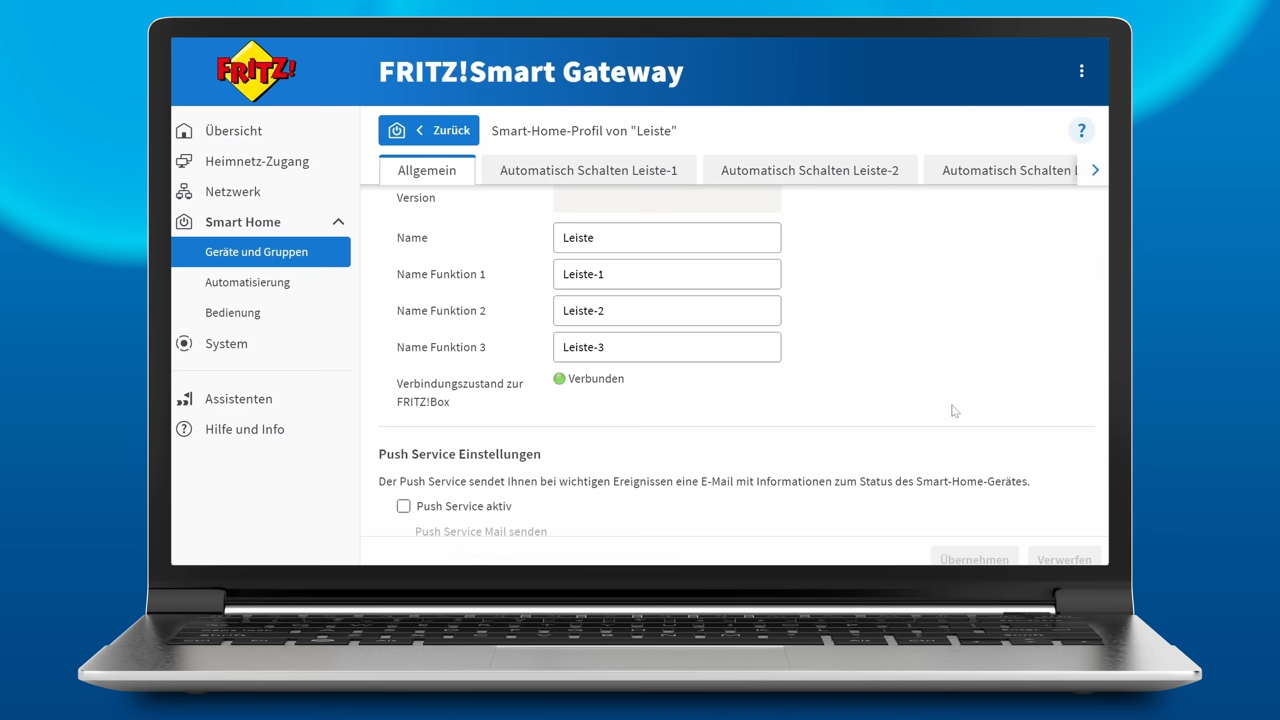 FRITZ!
FRITZ!Smart Gateway
Übersicht
Heimnetz-Zugang
Netzwerk
Smart Home
Geräte und Gruppen
Automatisierung
Bedienung
System
Assistenten
Hilfe und Info
Zurück
Smart-Home-Profil von "Leiste"
?
Allgemein
Automatisch Schalten Leiste-1
Automatisch Schalten Leiste-2
Automatisch Schalten L
Version
Name
Leiste
Name Funktion 1
Leiste-1
Name Funktion 2
Leiste-2
Name Funktion 3
Leiste-3
Verbindungszustand zur
FRITZ!Box
Verbunden
Push Service Einstellungen
Der Push Service sendet Ihnen bei wichtigen Ereignissen eine E-Mail mit Informationen zum Status des Smart-Home-Gerätes.
Push Service aktiv
Push Service Mail senden
Übernehmen
Verwerfen